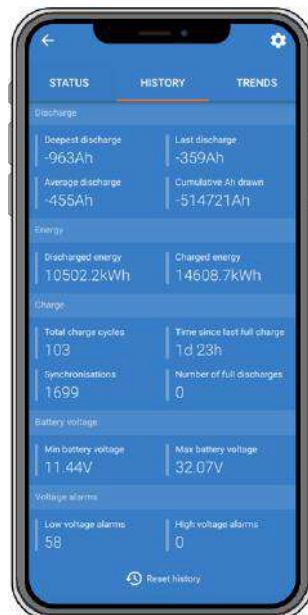 STATUS HISTORY TRENDS
Discharge
Deepest discharge Last discharge
-963Ah -359Ah
Average discharge Cumulative Ah drawn
-455Ah -514721Ah
Energy
Discharged energy Charged energy
10502.2kWh 14608.7kWh
Charge
Total charge cycles Time since last full charge
103 1d 23h
Synchronisations Number of full discharges
1699 0
Battery voltage
Min battery voltage Max battery voltage
11.44V 32.07V
Voltage alarms
Low voltage alarms High voltage alarms
58 0
Reset history